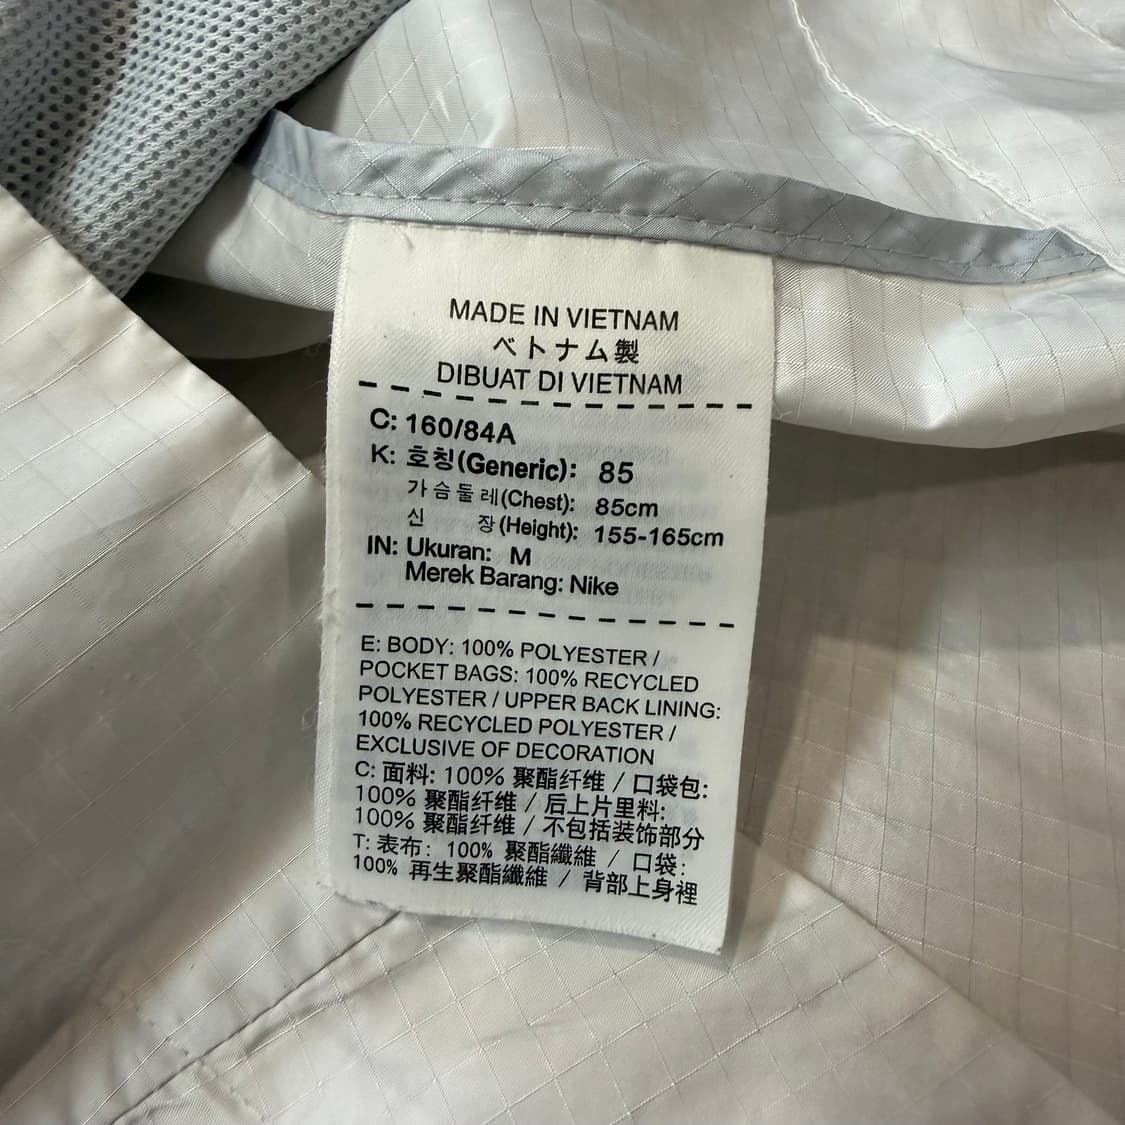 MADE IN VIETNAM
ベトナム製
DIBUAT DI VIETNAM
C: 160/84A
K: 호칭(Generic): 85
가슴둘레(Chest): 85cm
신 장(Height): 155-165cm
IN: Ukuran: M
Merek Barang: Nike
E: BODY: 100% POLYESTER /
POCKET BAGS: 100% RECYCLED
POLYESTER / UPPER BACK LINING:
100% RECYCLED POLYESTER /
EXCLUSIVE OF DECORATION
C: 面料: 100% 聚酯纤维 / 口袋包:
100% 聚酯纤维 / 后上片里料:
100% 聚酯纤维 / 不包括装饰部分
T: 表布: 100% 聚酯纖維 / 口袋:
100% 再生聚酯纖維 / 背部上身裡